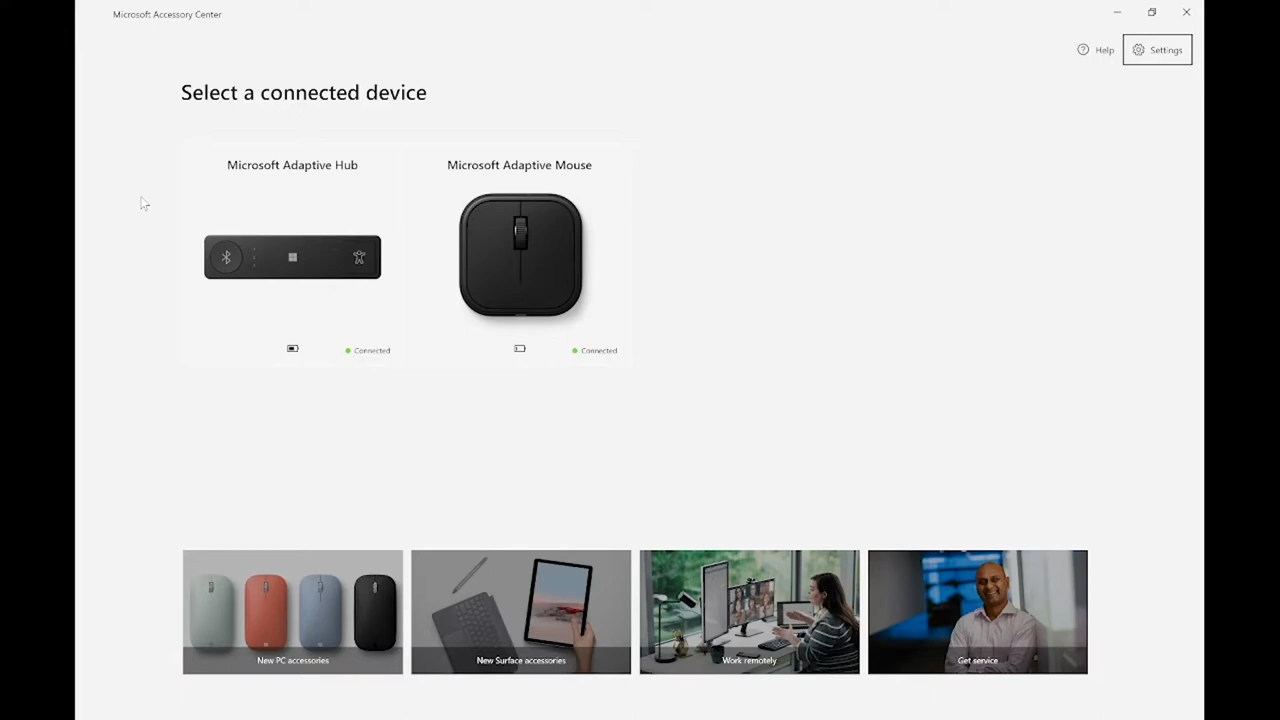 Microsoft Accessory Center
Help
Settings
Select a connected device
Microsoft Adaptive Hub
Microsoft Adaptive Mouse
Connected
Connected
New PC accessories
New Surface accessories
Work remotely
Get service